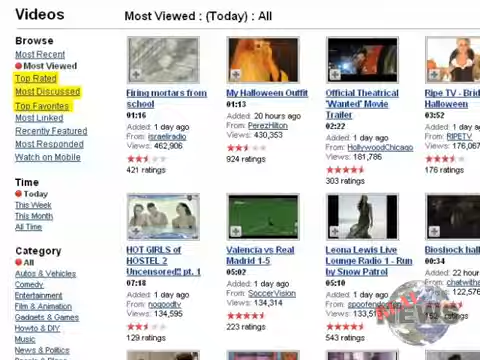 Videos
Most Viewed : (Today) : All
Browse
Most Recent
Most Viewed
Top Rated
Most Discussed
Top Favorites
Most Linked
Recently Featured
Most Responded
Watch on Mobile
Time
Today
This Week
This Month
All Time
Category
All
Autos & Vehicles
Comedy
Entertainment
Film & Animation
Gadgets & Games
Howto & DIY
Music
News & Politics
Firing mortars from
school
01:16
Added: 1 day ago
From: israeliradio
Views: 462,906
421 ratings
My Halloween Outfit
01:13
Added: 20 hours ago
From: PerezHilton
Views: 430,353
924 ratings
Official Theatrical
'Wanted' Movie
Trailer
02:22
Added: 1 day ago
From: HollywoodChicago
Views: 181,786
303 ratings
Ripe TV - Brid
Halloween
03:52
Added: 1 day
From: RIPETV
Views: 176,067
176 ratings
HOT GIRLS of
HOSTEL 2
Uncensored!! pt. 1
07:18
Added: 1 day ago
From: nogoodtv
Views: 134,595
129 ratings
Valencia vs Real
Madrid 1-5
05:02
Added: 1 day ago
From: SoccerVision
Views: 134,314
223 ratings
Leona Lewis Live
Lounge Radio 1 - Run
by Snow Patrol
05:10
Added: 1 day ago
From:
Views: 133,51
543 ratings
Bioshock hall
00:34
Added: 22 hour
From: chatwith
Views: 122,576
ratings
NEWS